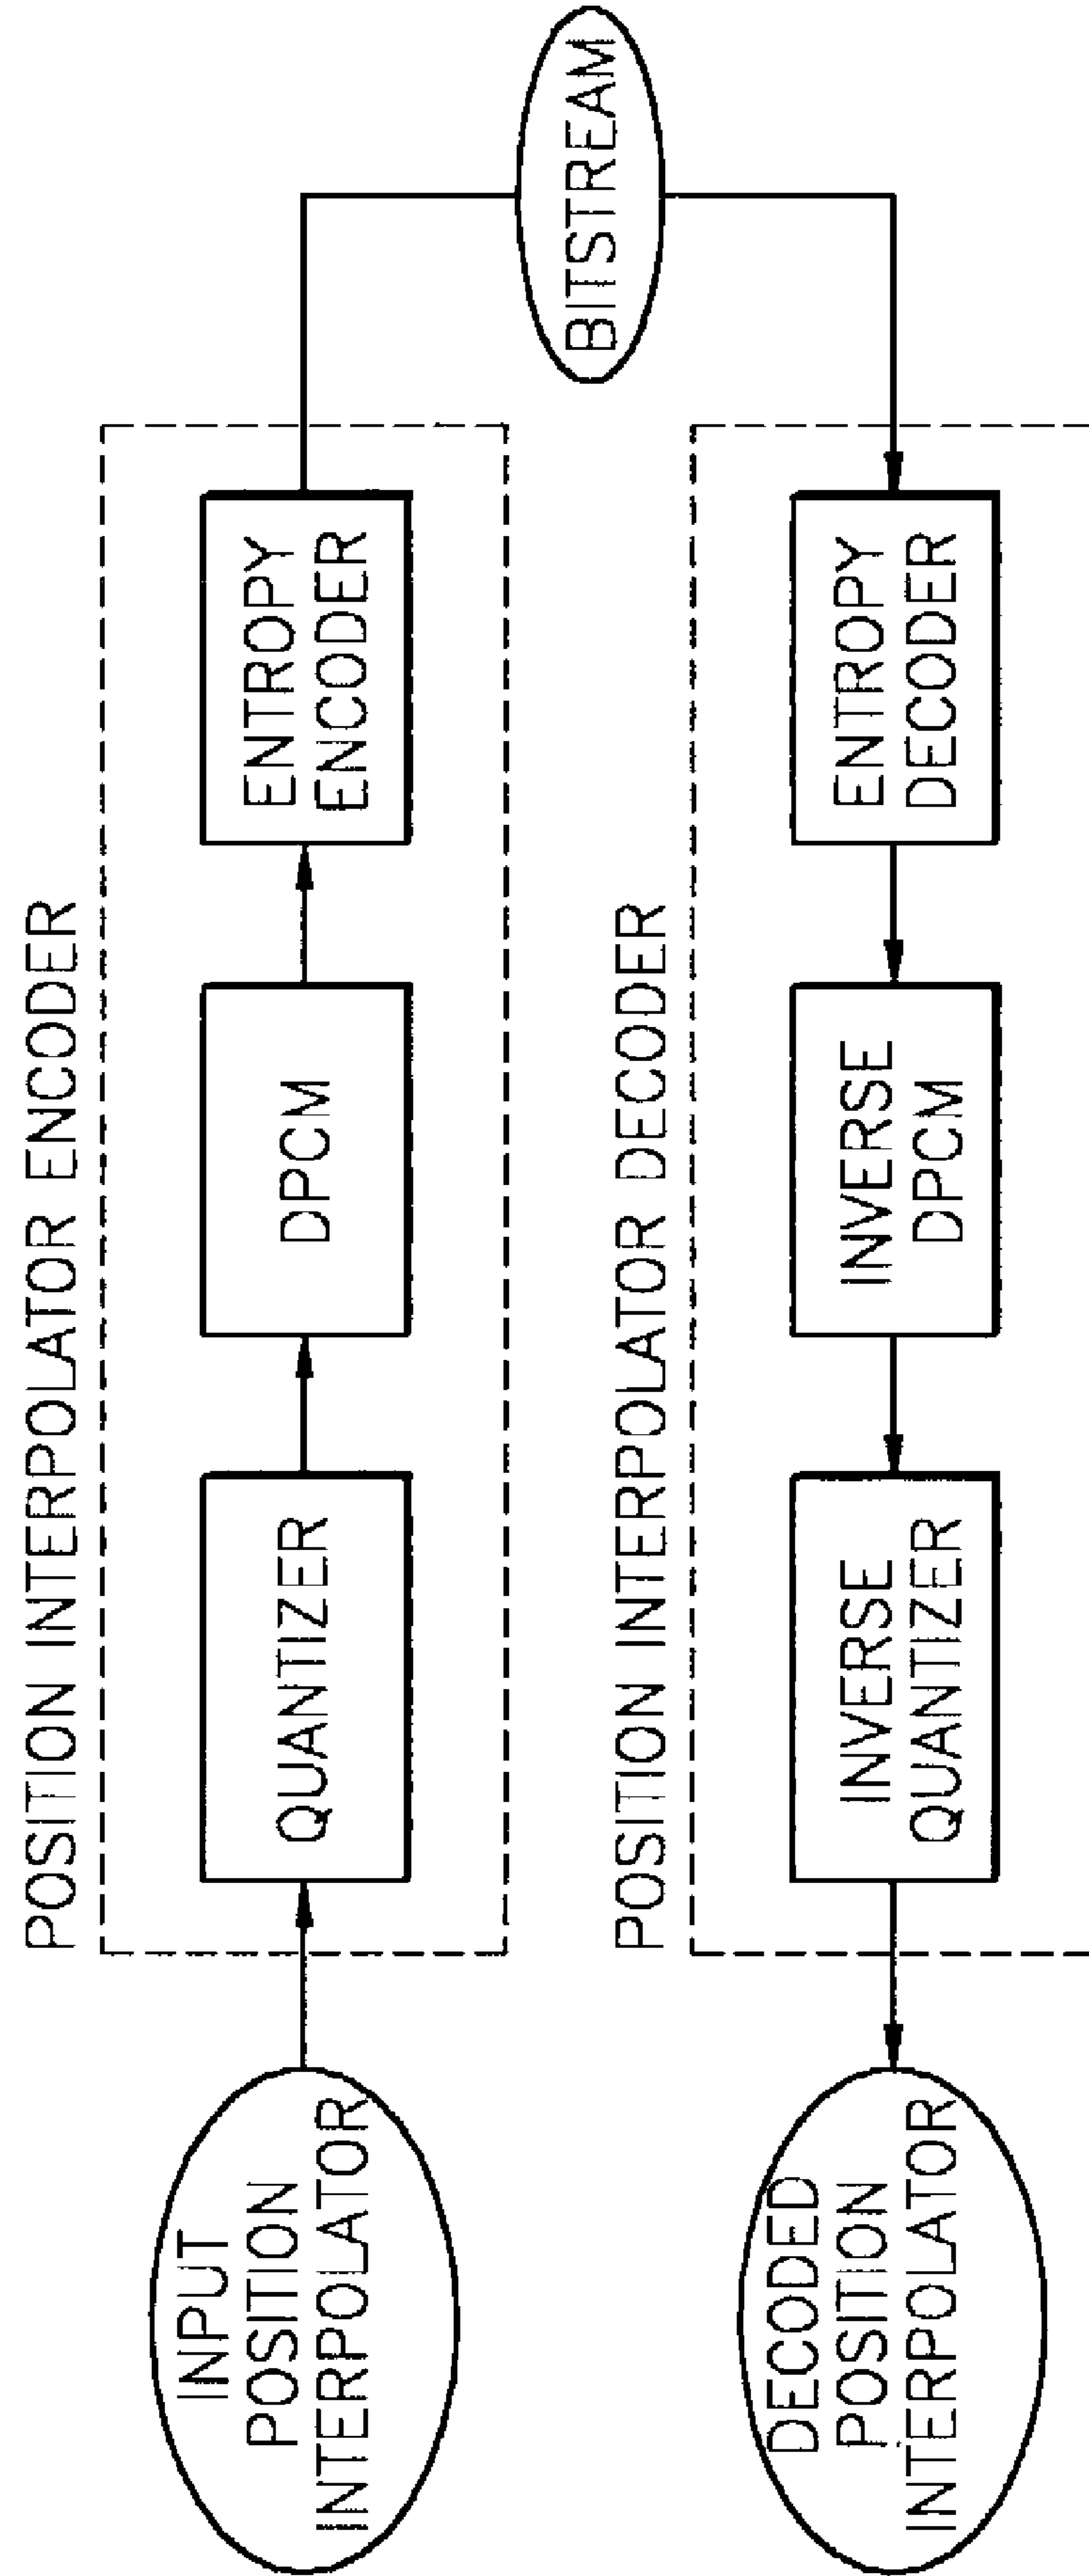 POSITION INTERPOLATOR ENCODER
INPUT
POSITION
INTERPOLATOR
QUANTIZER
DPCM
ENTROPY
ENCODER
BITSTREAM
POSITION INTERPOLATOR DECODER
DECODED
POSITION
INTERPOLATOR
INVERSE
QUANTIZER
INVERSE
DPCM
ENTROPY
DECODER